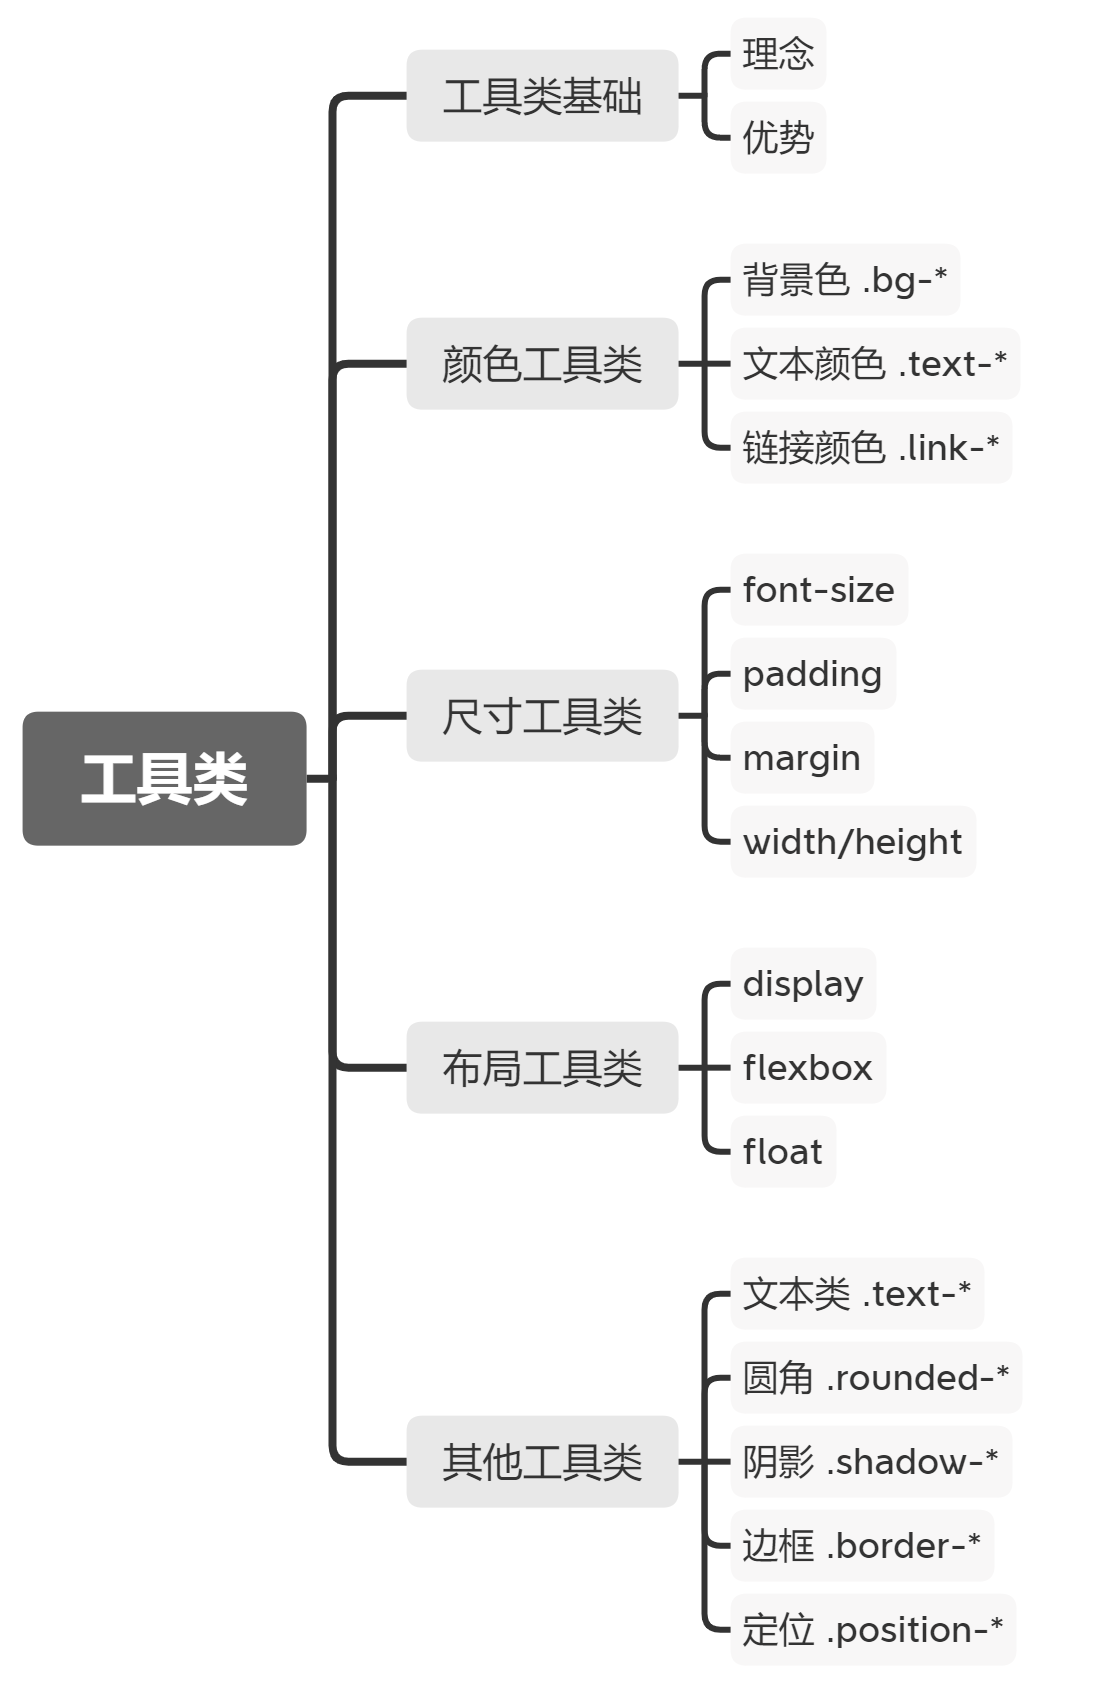 工具类
工具类基础
理念
优势
颜色工具类
背景色 .bg-*
文本颜色 .text-*
链接颜色 .link-*
尺寸工具类
font-size
padding
margin
width/height
布局工具类
display
flexbox
float
其他工具类
文本类 .text-*
圆角 .rounded-*
阴影 .shadow-*
边框 .border-*
定位 .position-*